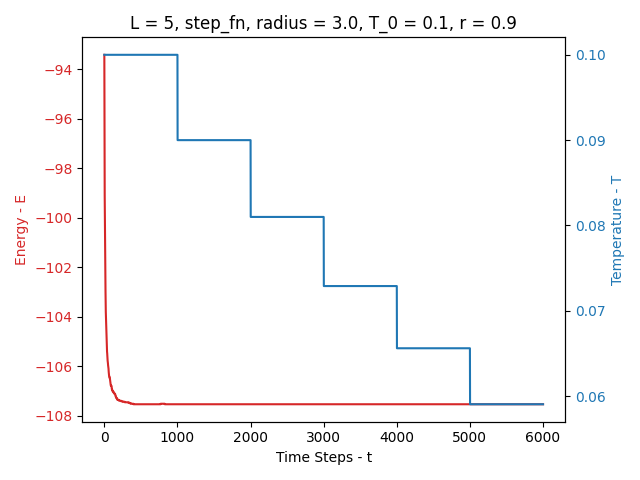 L = 5, step_fn, radius = 3.0, T_0 = 0.1, r = 0.9
−94
−96
−98
−100
−102
−104
−106
−108
Energy - E
0.10
0.09
0.08
0.07
0.06
Temperature - T
0 1000 2000 3000 4000 5000 6000
Time Steps - t